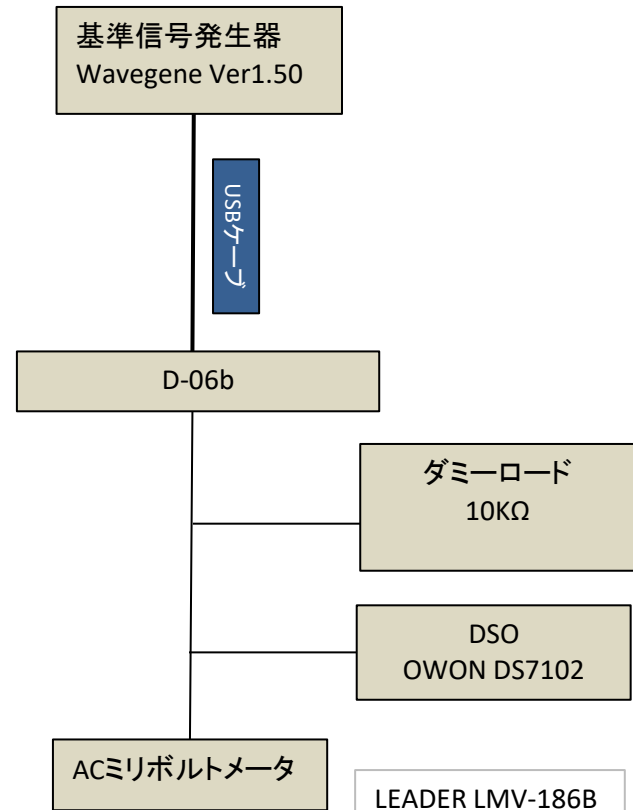 基準信号発生器
Wavegene Ver1.50
USBケーブ
D-06b
ダミーロード
10KΩ
DSO
OWON DS7102
ACミリボルトメータ
LEADER LMV-186B